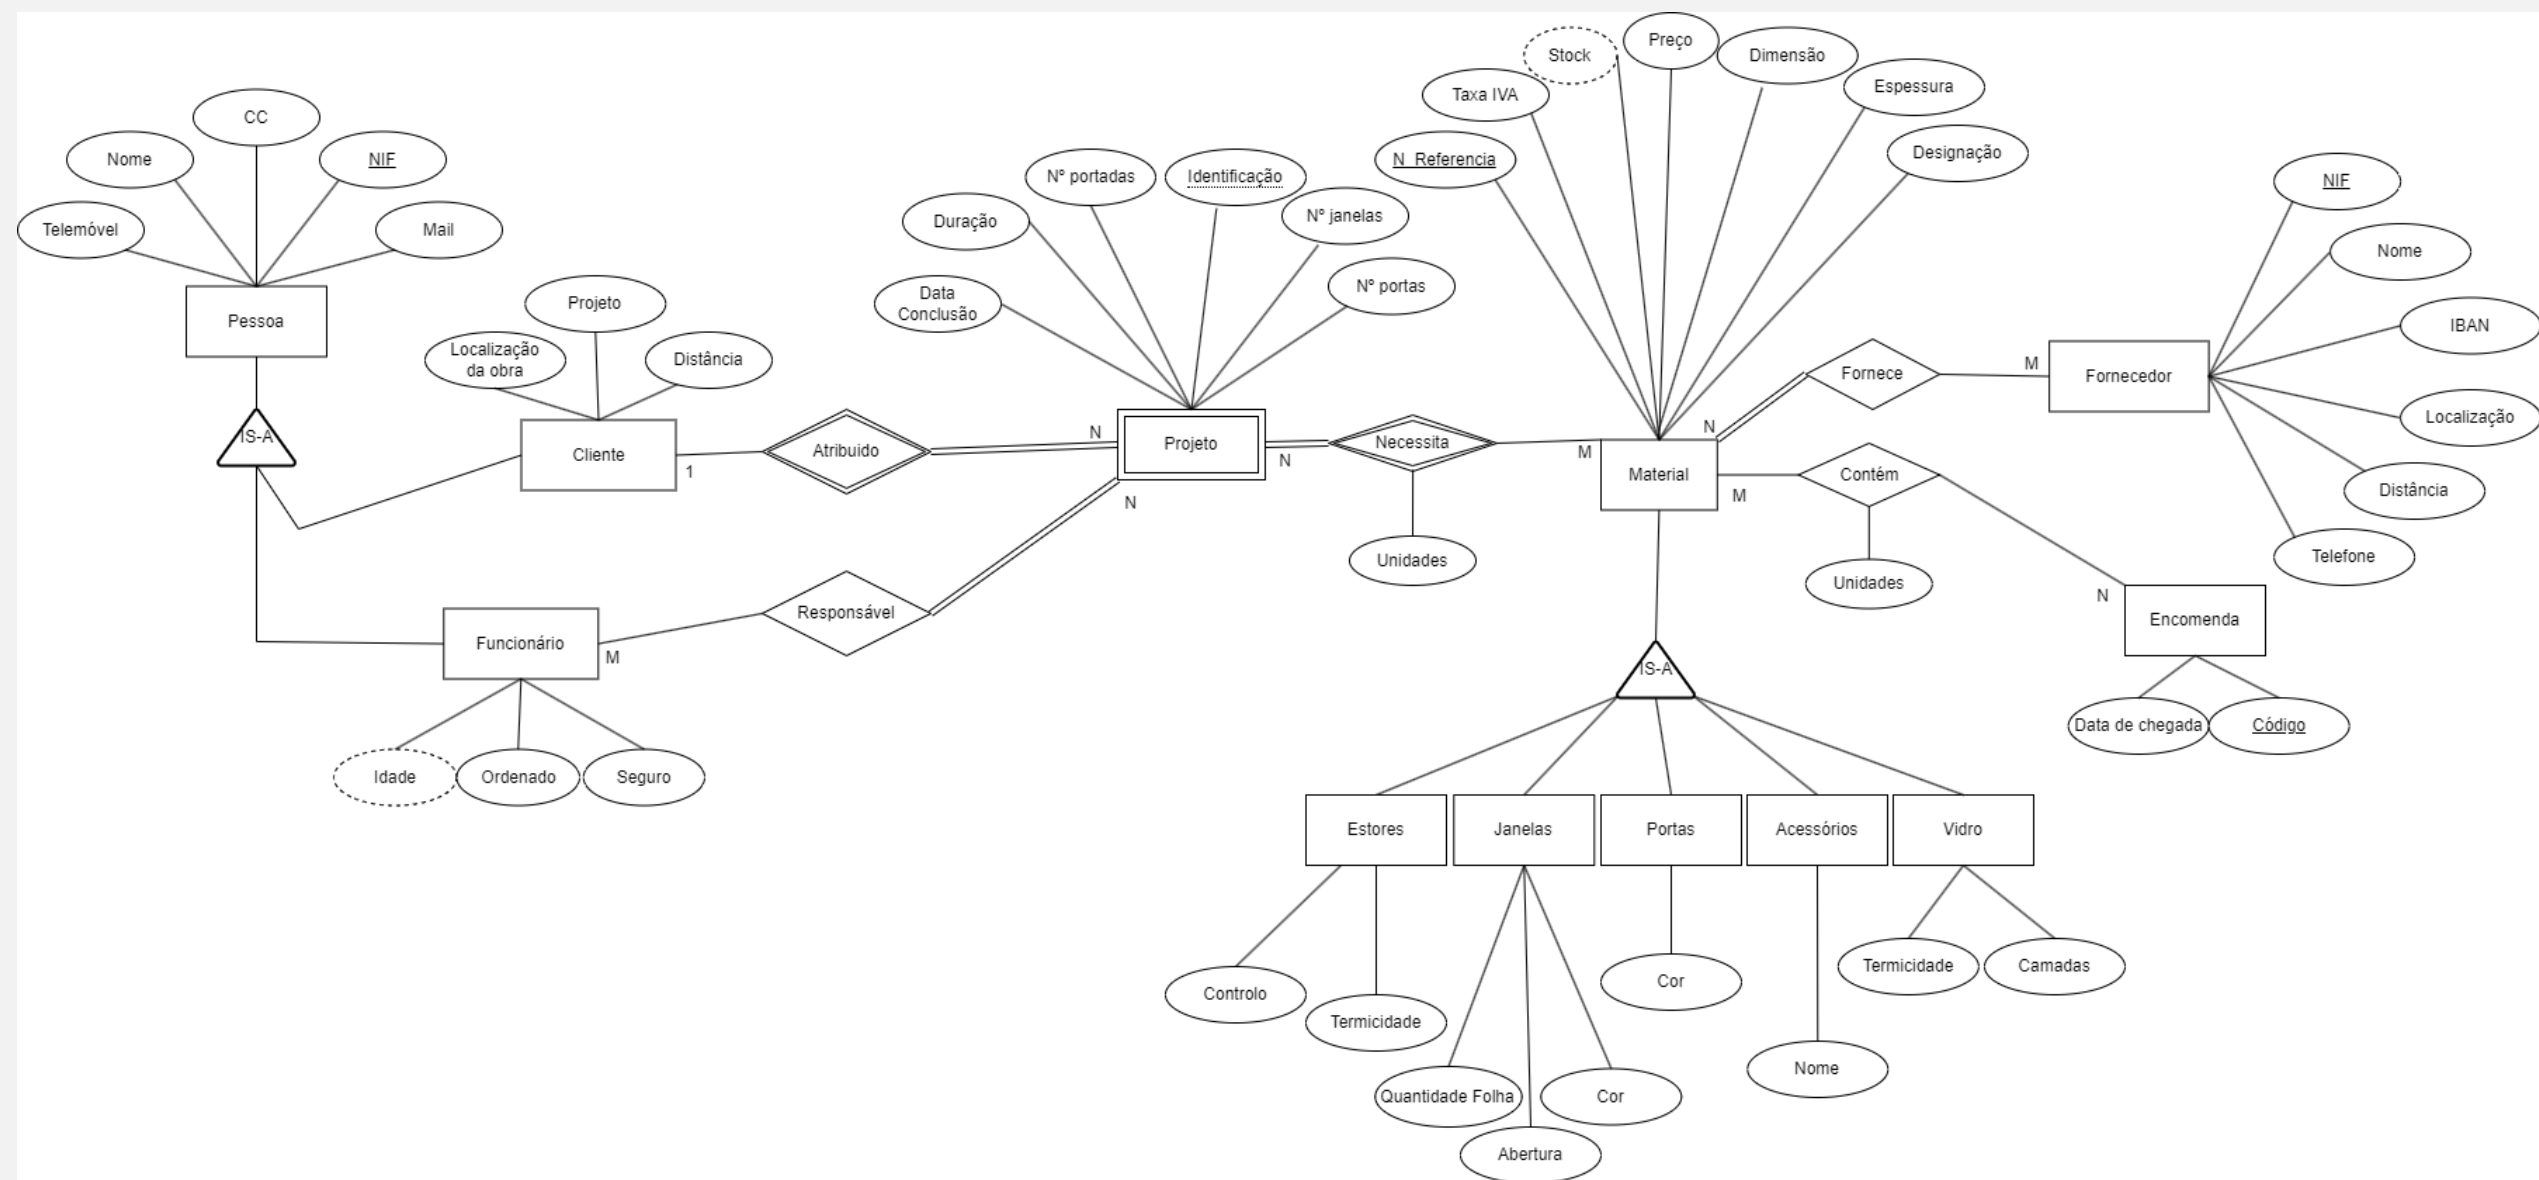 Stock
Preço
Dimensão
Taxa IVA
Espessura
CC
Nome
NIF
Nº portadas
Identificação
N_Referencia
Designação
NIF
Telemóvel
Mail
Duração
Nº janelas
Nome
Data
Conclusão
Nº portas
Projeto
Pessoa
Localização
da obra
Distância
Fornece
M
Fornecedor
IBAN
Localização
IS-A
Cliente
1
Atribuido
N
Projeto
N
Necessita
M
N
Material
M
Contém
Distância
N
Unidades
Unidades
Telefone
Funcionário
M
Responsável
N
Encomenda
IS-A
Data de chegada
Código
Idade
Ordenado
Seguro
Estores
Janelas
Portas
Acessórios
Vidro
Controlo
Termicidade
Cor
Termicidade
Camadas
Quantidade Folha
Cor
Nome
Abertura